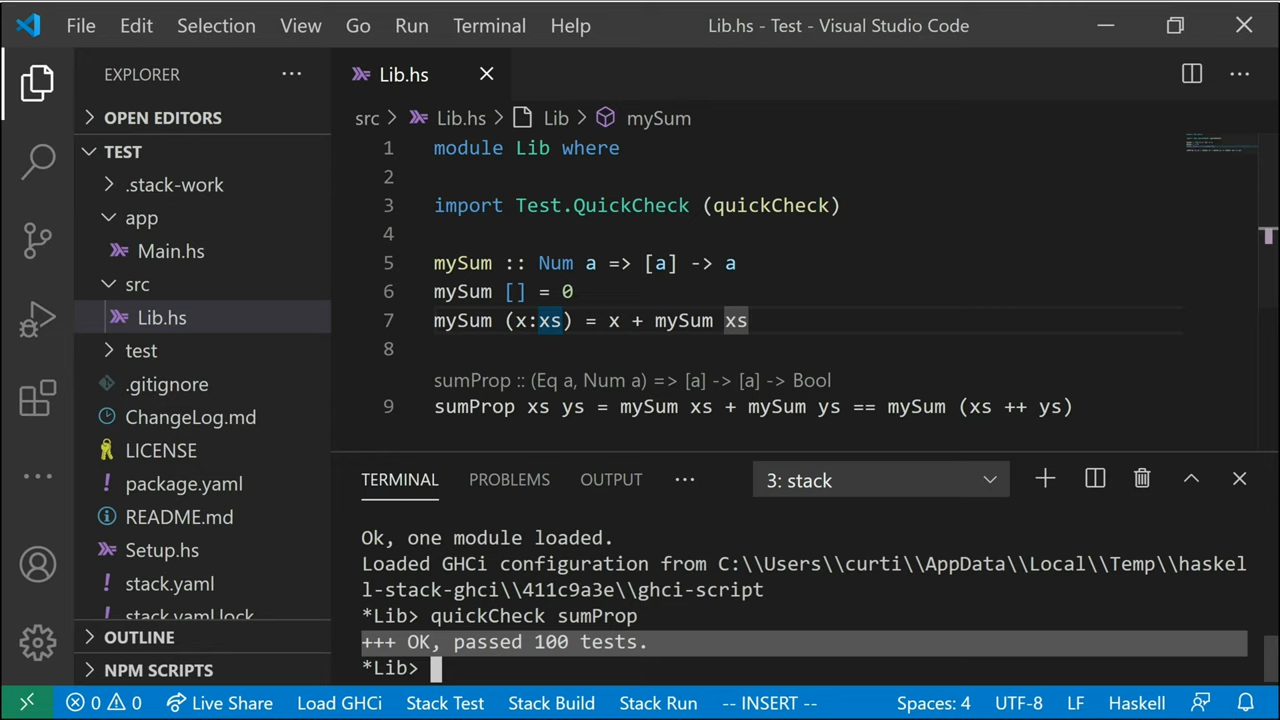 File Edit Selection View Go Run Terminal Help Lib.hs - Test - Visual Studio Code
EXPLORER ...
OPEN EDITORS
TEST
.stack-work
app
Main.hs
src
Lib.hs
test
.gitignore
ChangeLog.md
LICENSE
package.yaml
README.md
Setup.hs
stack.yaml
stack.yaml.lock
OUTLINE
NPM SCRIPTS
Lib.hs
src > Lib.hs > Lib > mySum
1 module Lib where
2
3 import Test.QuickCheck (quickCheck)
4
5 mySum :: Num a => [a] -> a
6 mySum [] = 0
7 mySum (x:xs) = x + mySum xs
8
sumProp :: (Eq a, Num a) => [a] -> [a] -> Bool
9 sumProp xs ys = mySum xs + mySum ys == mySum (xs ++ ys)
TERMINAL PROBLEMS OUTPUT ... 3: stack
Ok, one module loaded.
Loaded GHCi configuration from C:\\Users\\curti\\AppData\\Local\\Temp\\haskel
l-stack-ghci\\411c9a3e\\ghci-script
*Lib> quickCheck sumProp
+++ OK, passed 100 tests.
*Lib>
0 0 Live Share Load GHCi Stack Test Stack Build Stack Run -- INSERT -- Spaces: 4 UTF-8 LF Haskell